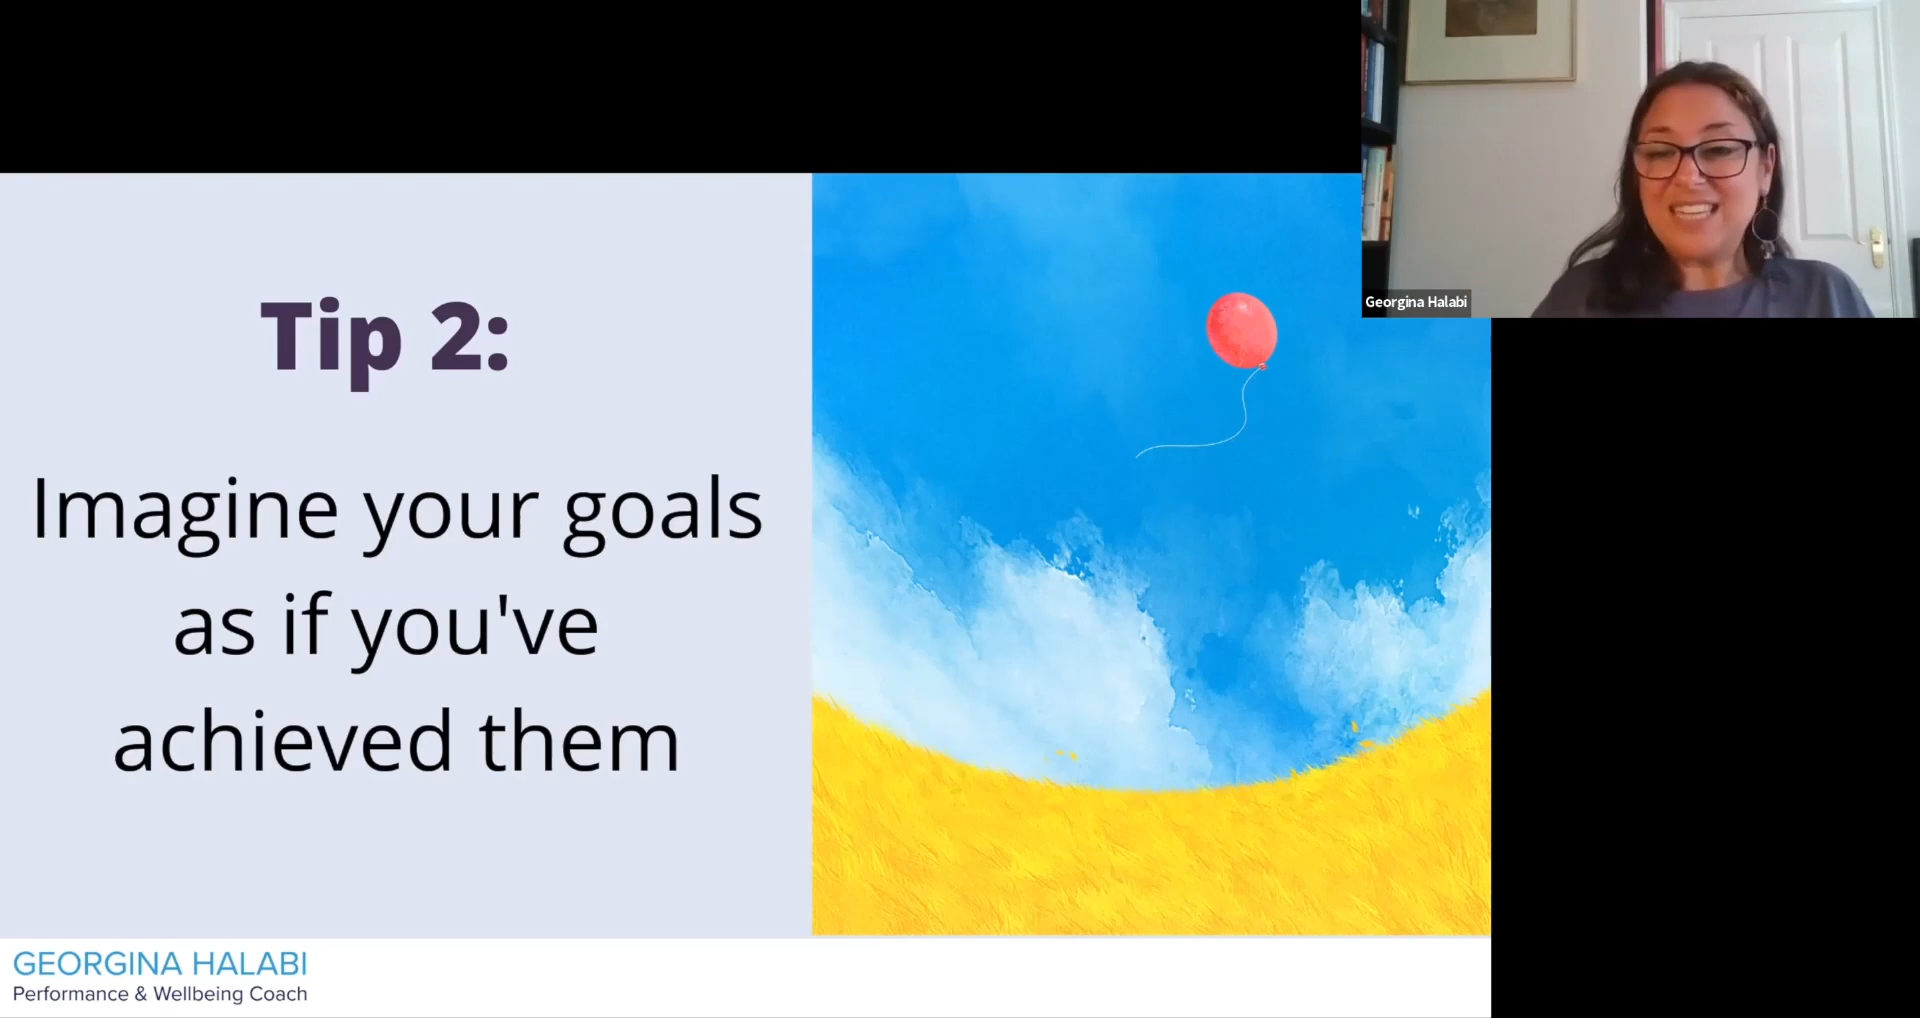 Tip 2:
Imagine your goals
as if you've
achieved them
Georgina Halabi
GEORGINA HALABI
Performance & Wellbeing Coach